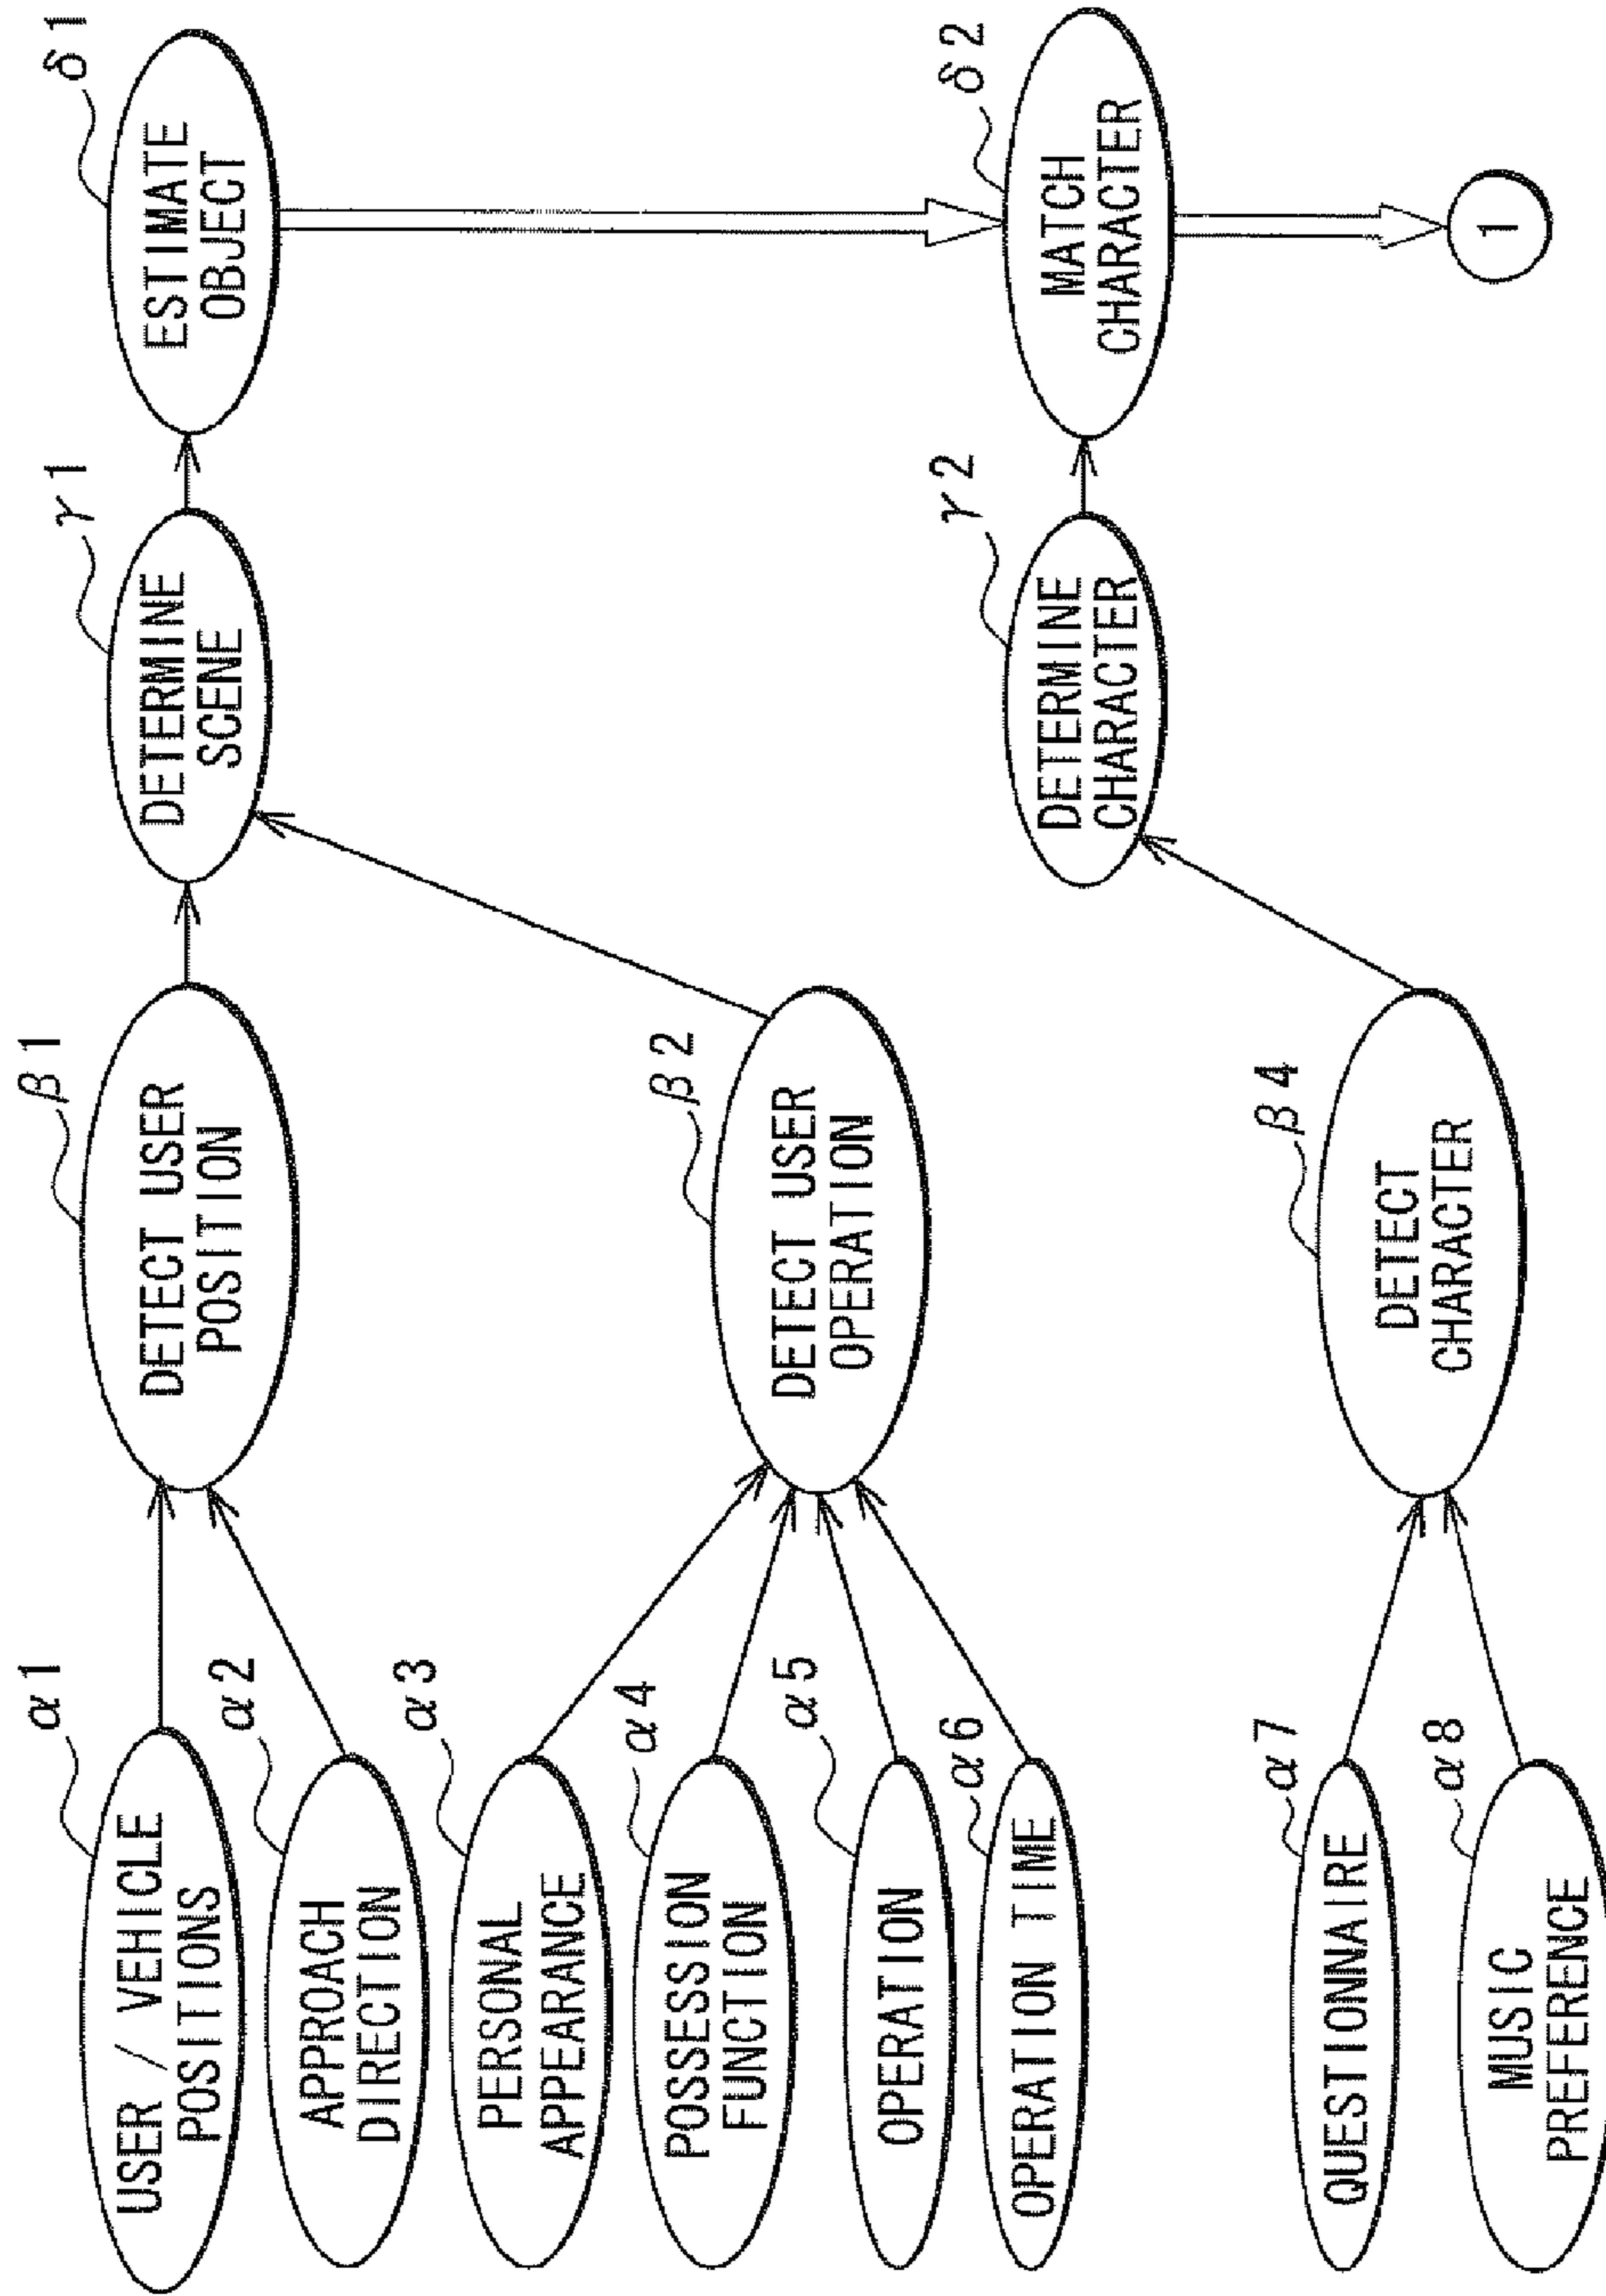 α1
USER / VEHICLE
POSITIONS
α2
APPROACH
DIRECTION
α3
PERSONAL
APPEARANCE
α4
POSSESSION
FUNCTION
α5
OPERATION
α6
OPERATION TIME
α7
QUESTIONNAIRE
α8
MUSIC
PREFERENCE
β1
DETECT USER
POSITION
β2
DETECT USER
OPERATION
β4
DETECT
CHARACTER
γ1
DETERMINE
SCENE
γ2
DETERMINE
CHARACTER
δ1
ESTIMATE
OBJECT
δ2
MATCH
CHARACTER
1